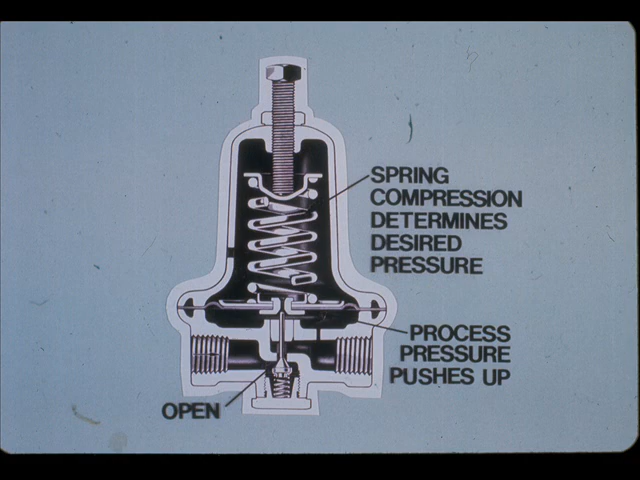 SPRING
COMPRESSION
DETERMINES
DESIRED
PRESSURE
PROCESS
PRESSURE
PUSHES UP
OPEN